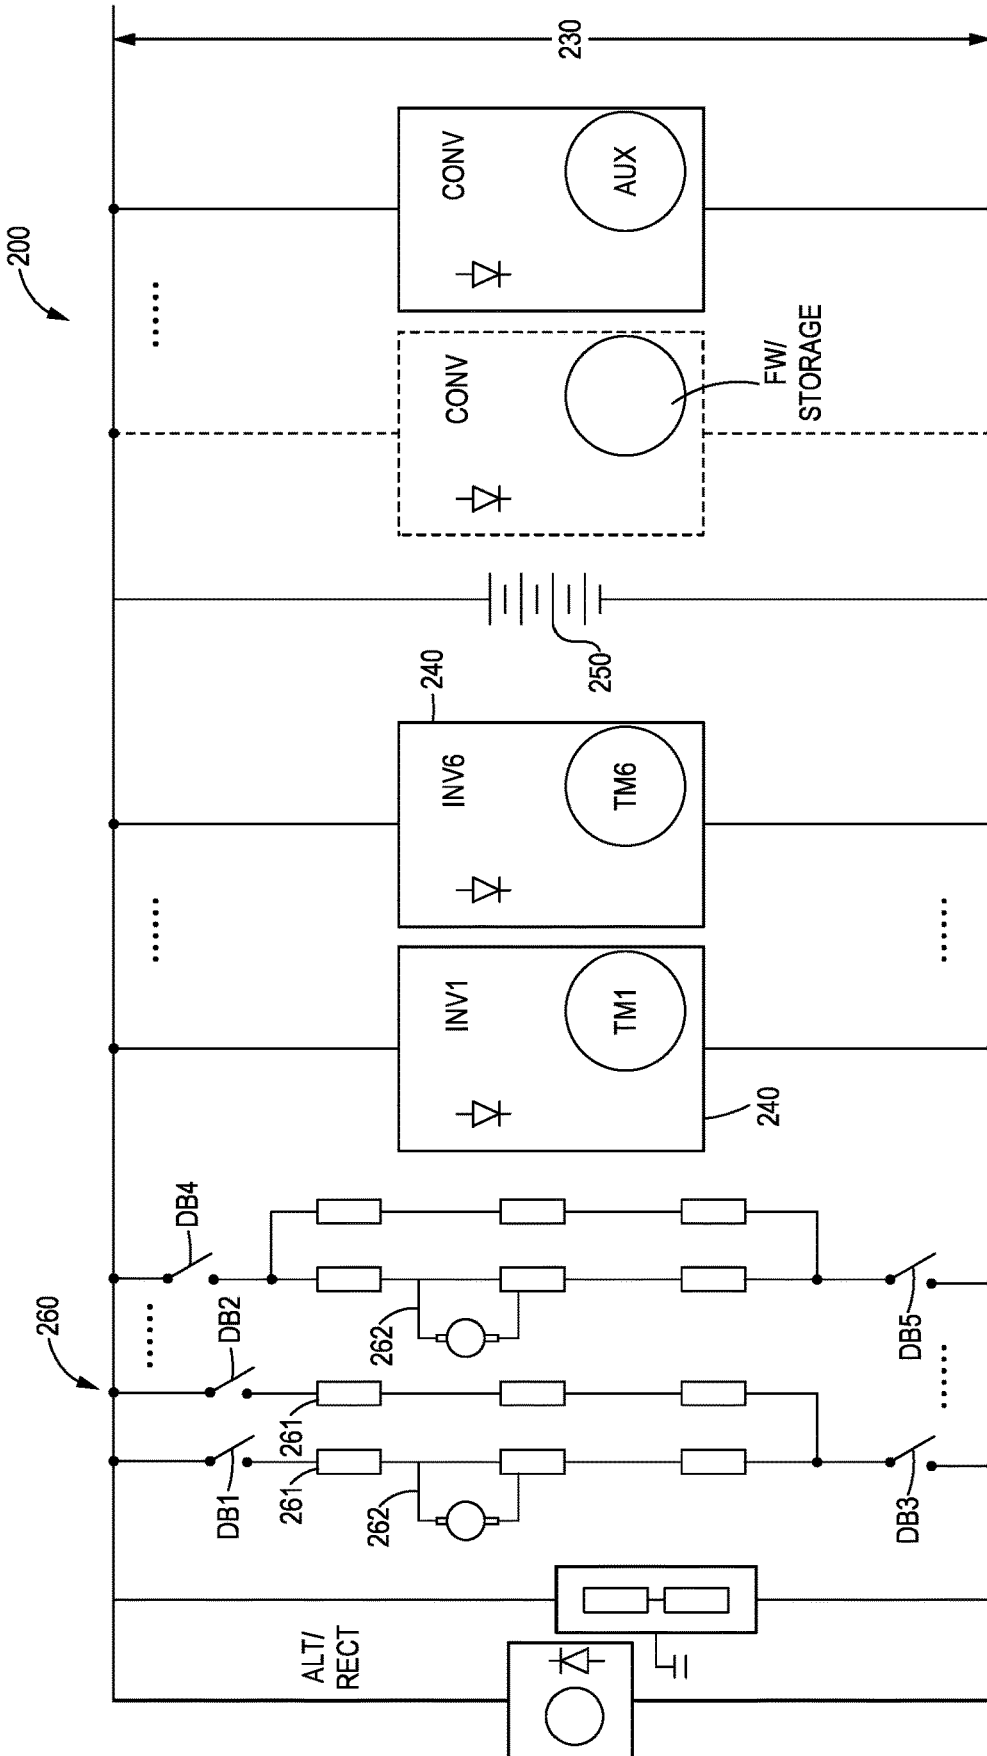 200
230
CONV
AUX
CONV
FW/
STORAGE
250
240
INV6
TM6
INV1
TM1
240
260
DB4
DB2
DB1
261
261
262
262
DB5
DB3
ALT/
RECT